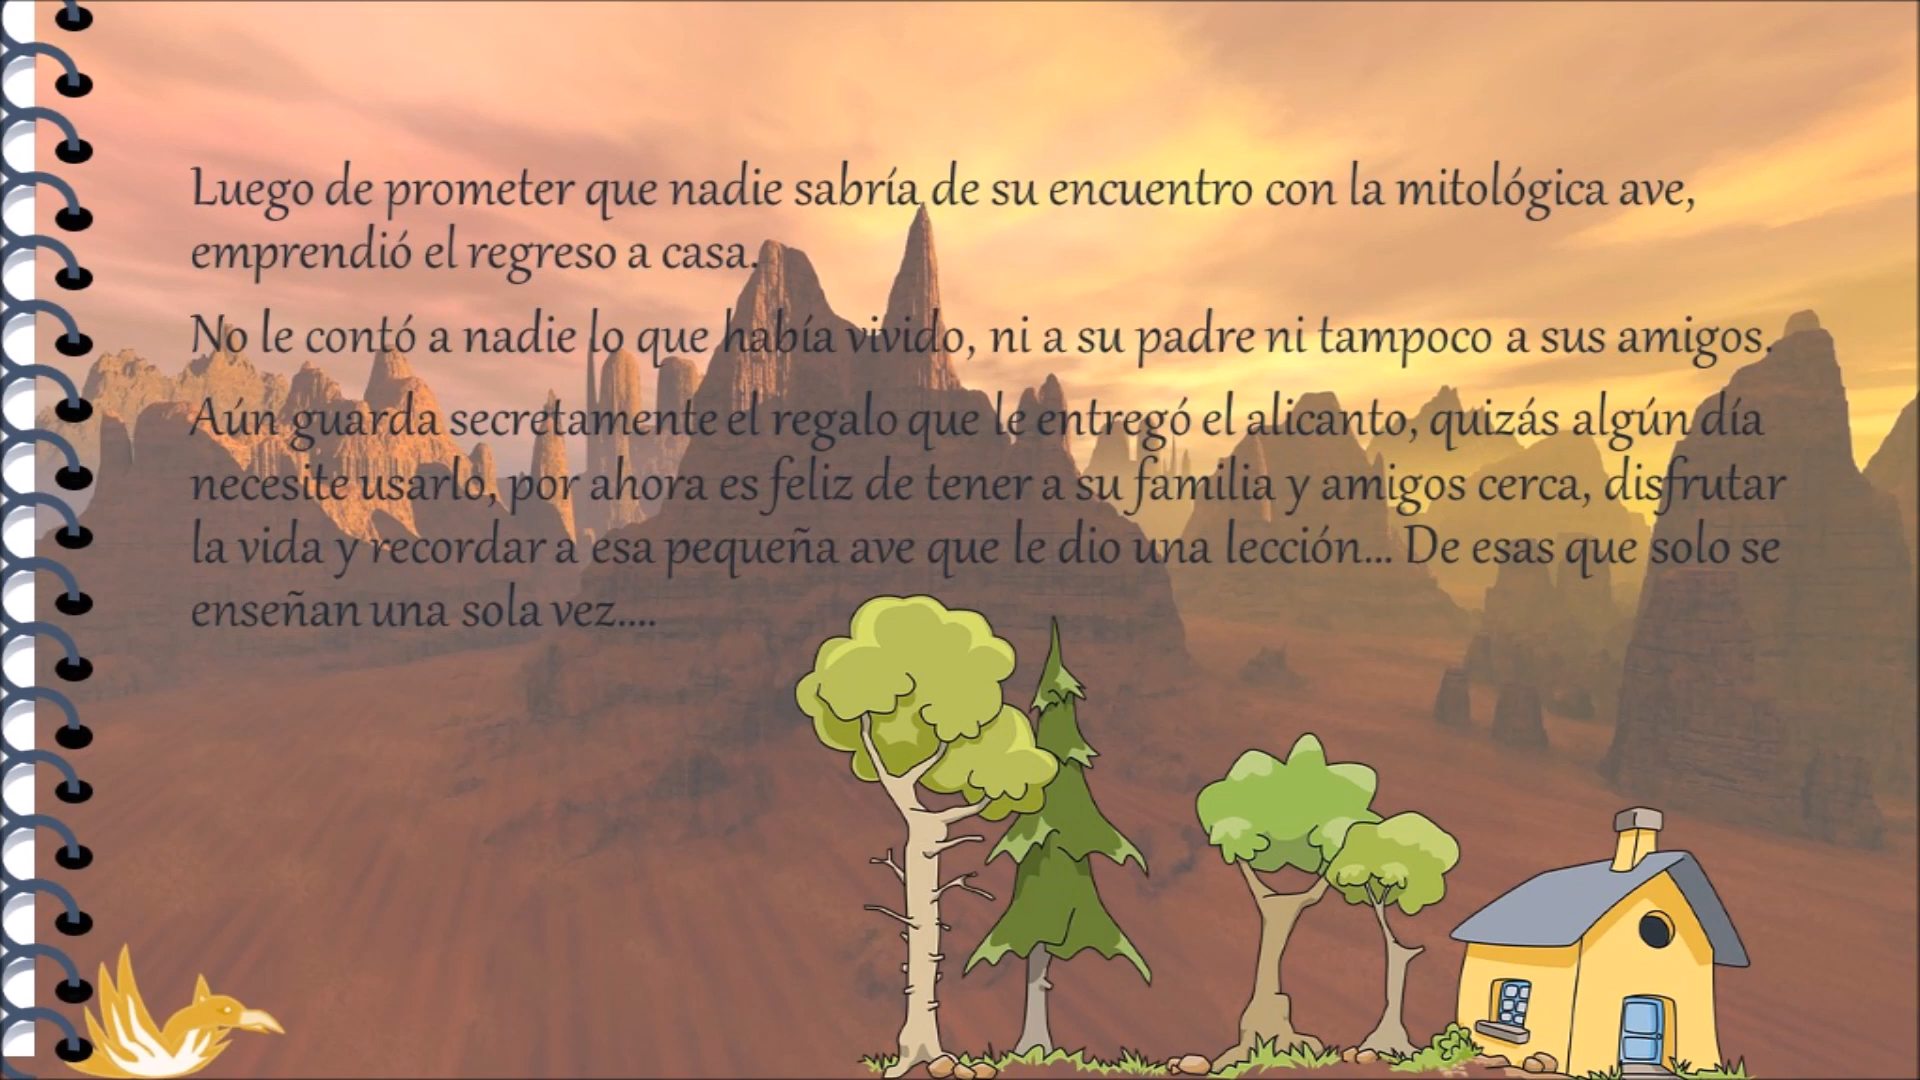 Luego de prometer que nadie sabría de su encuentro con la mitológica ave,
emprendió el regreso a casa.
No le contó a nadie lo que había vivido, ni a su padre ni tampoco a sus amigos.
Aún guarda secretamente el regalo que le entregó el alicanto, quizás algún día
necesite usarlo, por ahora es feliz de tener a su familia y amigos cerca, disfrutar
la vida y recordar a esa pequeña ave que le dio una lección... De esas que solo se
enseñan una sola vez....